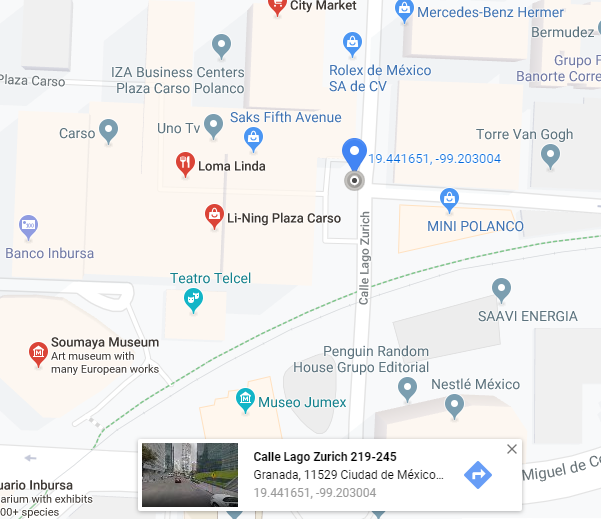 City Market
Mercedes-Benz Hermer
Bermudez
Rolex de México
SA de CV
Grupo F
Banorte Corre
IZA Business Centers
Plaza Carso Polanco
Plaza Carso
Saks Fifth Avenue
Uno Tv
Carso
Torre Van Gogh
Loma Linda
19.441651, -99.203004
Li-Ning Plaza Carso
MINI POLANCO
Banco Inbursa
Calle Lago Zurich
Teatro Telcel
SAAVI ENERGIA
Soumaya Museum
Art museum with
many European works
Penguin Random
House Grupo Editorial
Nestlé México
Museo Jumex
Calle Lago Zurich 219-245
Granada, 11529 Ciudad de México...
19.441651, -99.203004
Miguel de C
uario Inbursa
arium with exhibits
00+ species